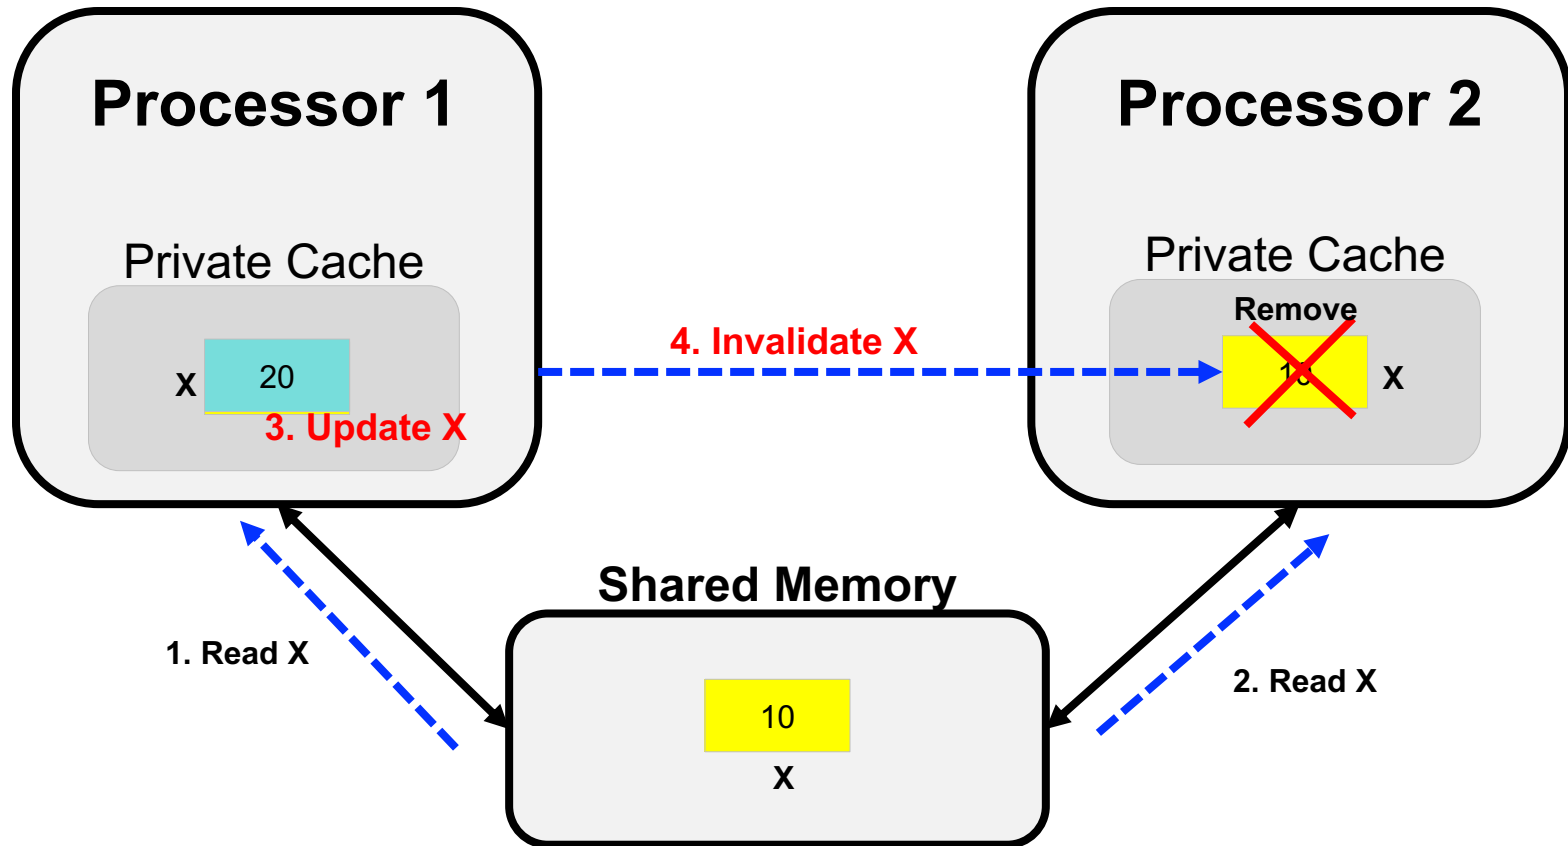 Processor 1
Private Cache
X
20
3. Update X
4. Invalidate X
Processor 2
Private Cache
Remove
10
X
1. Read X
Shared Memory
10
X
2. Read X